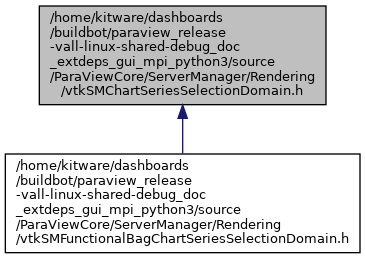 /home/kitware/dashboards
/buildbot/paraview_release
-vall-linux-shared-debug_doc
_extdeps_gui_mpi_python3/source
/ParaViewCore/ServerManager/Rendering
/vtkSMChartSeriesSelectionDomain.h
/home/kitware/dashboards
/buildbot/paraview_release
-vall-linux-shared-debug_doc
_extdeps_gui_mpi_python3/source
/ParaViewCore/ServerManager/Rendering
/vtkSMFunctionalBagChartSeriesSelectionDomain.h